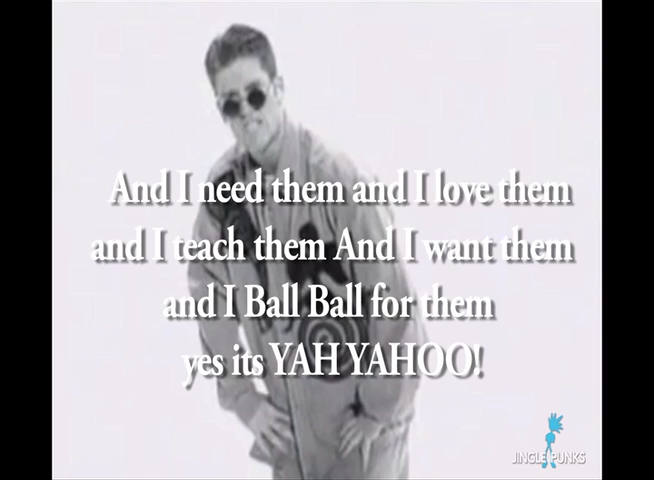 And I need them and I love them
and I teach them And I want them
and I Ball Ball for them
yes its YAH YAHOO!
JINGLE PUNKS